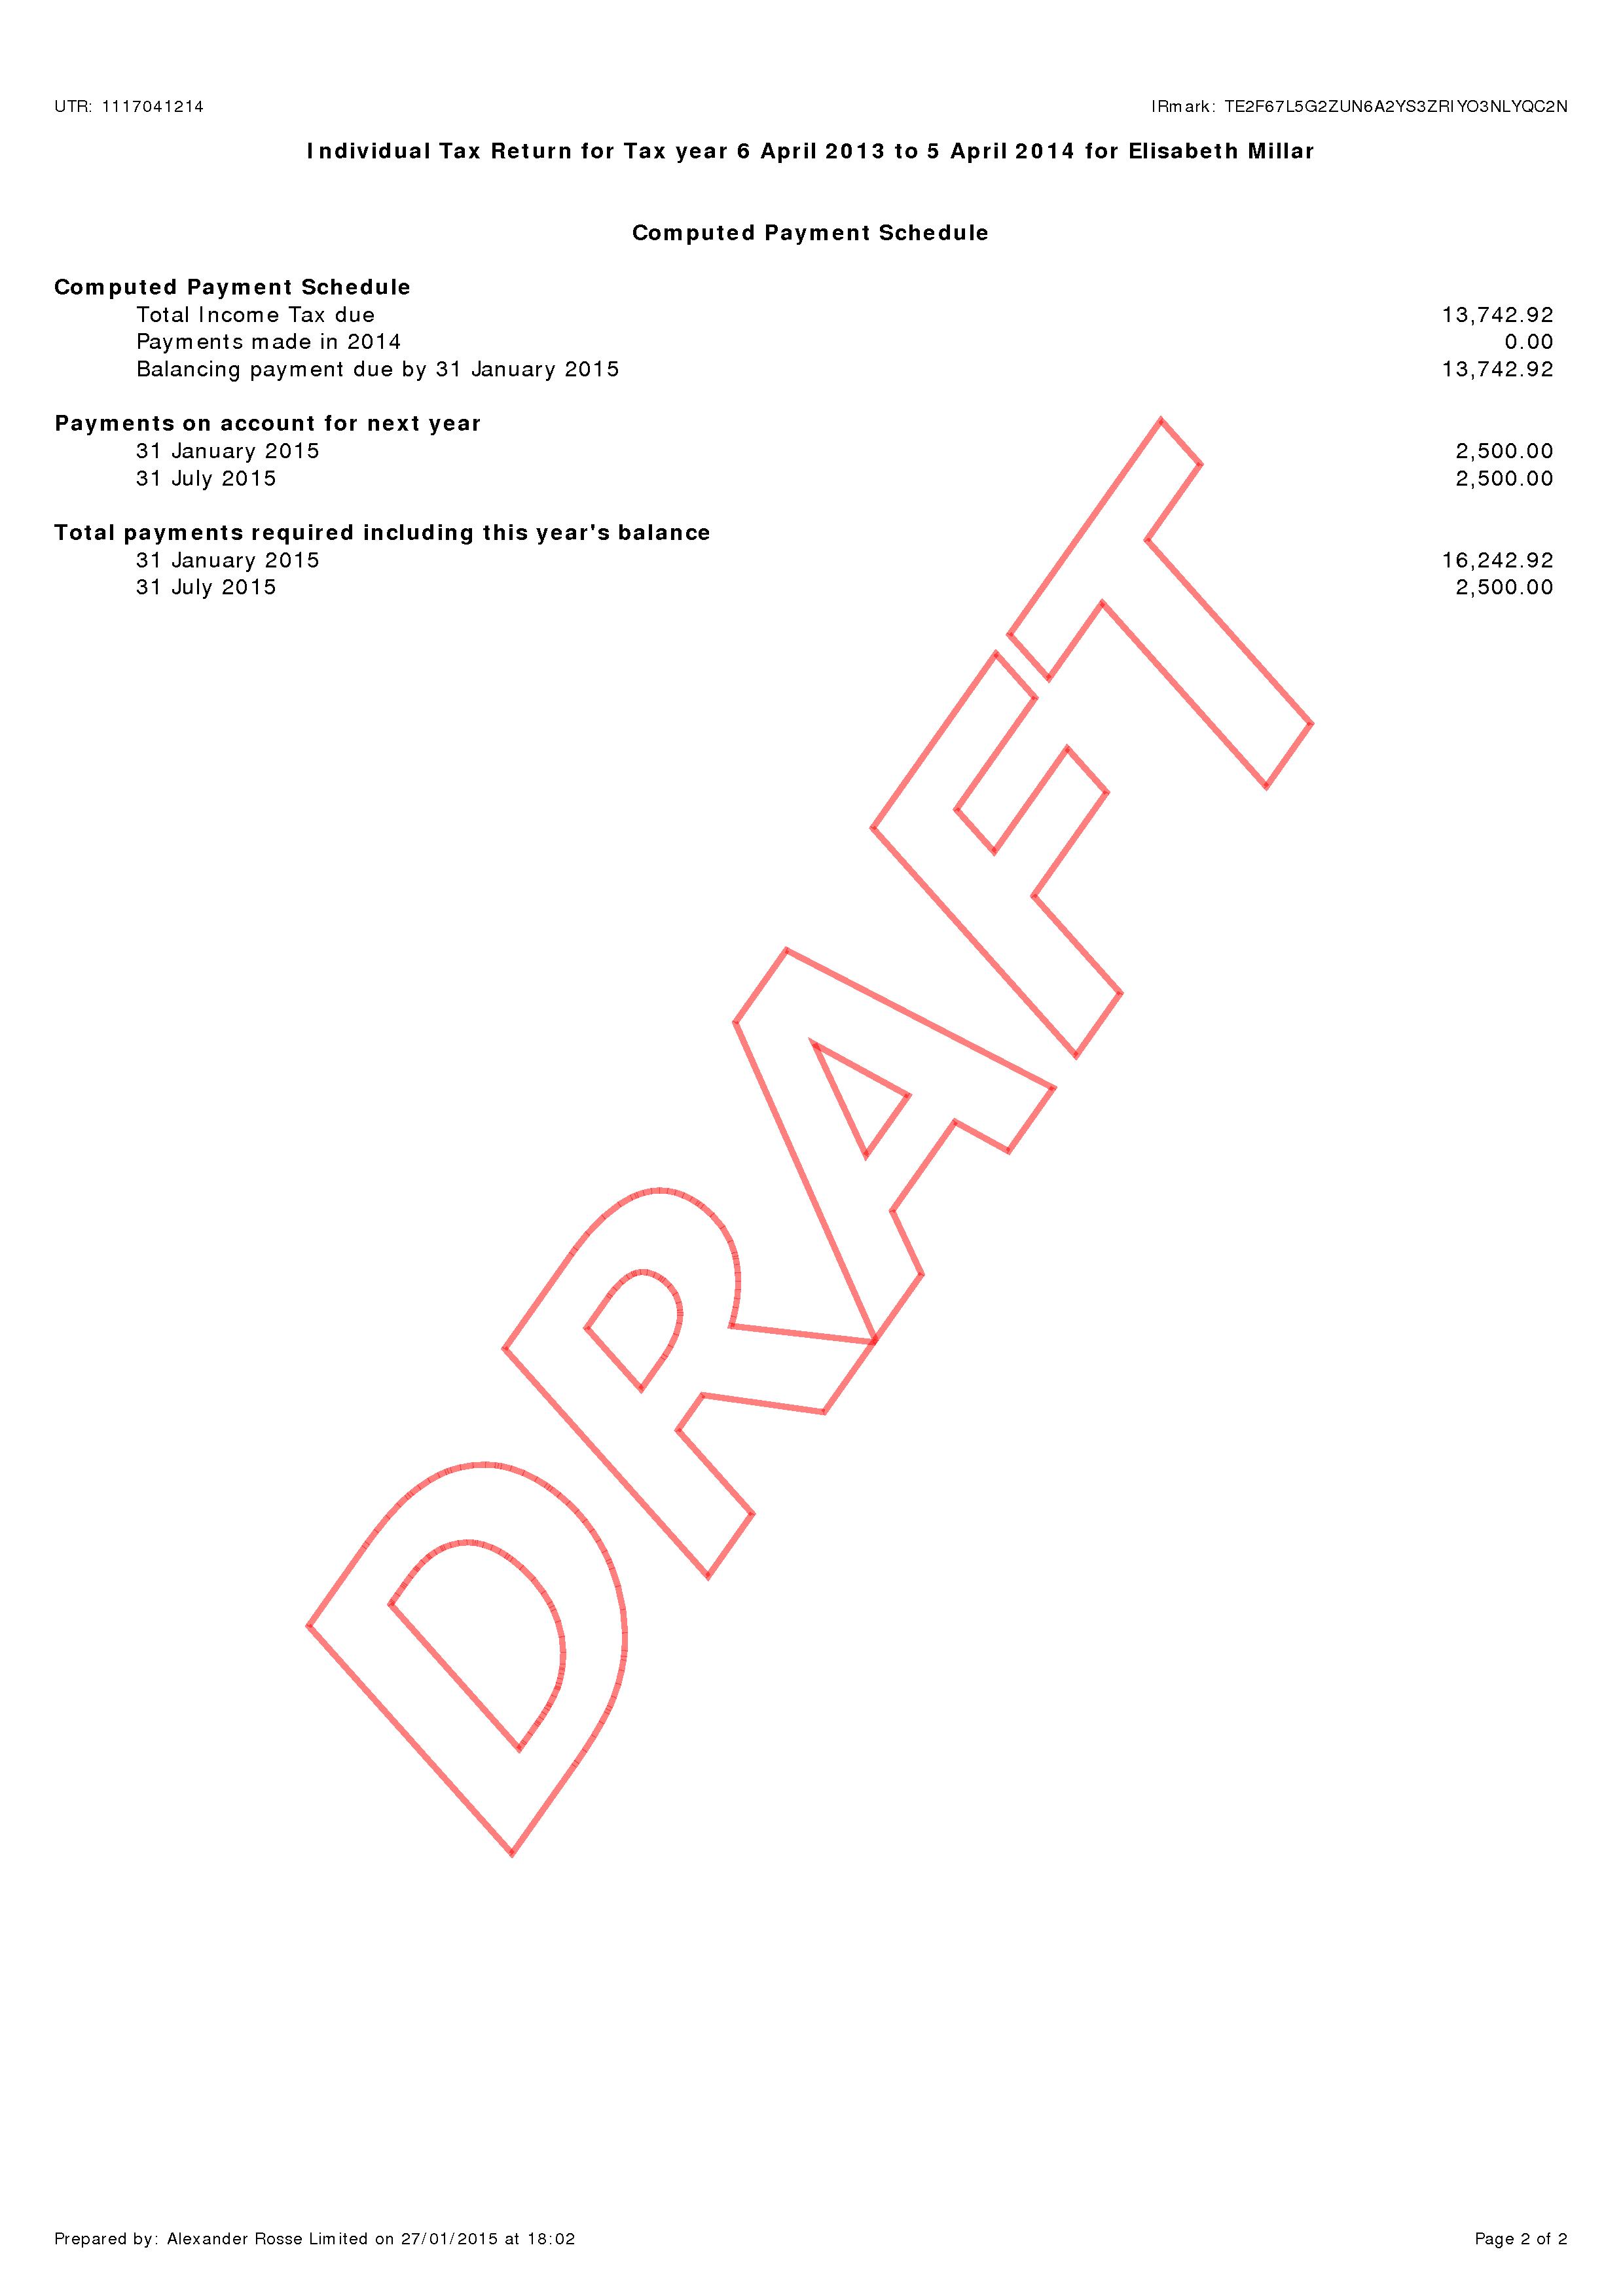 UTR: 1117041214 IRmark: TE2F67L5G2ZUN6A2YS3ZRIYO3NLYQC2N
Individual Tax Return for Tax year 6 April 2013 to 5 April 2014 for Elisabeth Millar
Computed Payment Schedule
Computed Payment Schedule
Total Income Tax due 13,742.92
Payments made in 2014 0.00
Balancing payment due by 31 January 2015 13,742.92
Payments on account for next year
31 January 2015 2,500.00
31 July 2015 2,500.00
Total payments required including this year's balance
31 January 2015 16,242.92
31 July 2015 2,500.00
DRAFT
Prepared by: Alexander Rosse Limited on 27/01/2015 at 18:02 Page 2 of 2